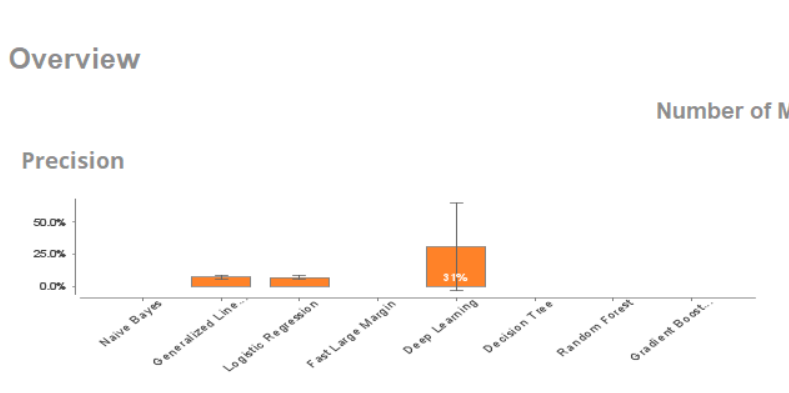 Overview
Number of M
Precision
50.0%
25.0%
0.0%
31%
Naive Bayes
Generalized Line...
Logistic Regression
Fast Large Margin
Deep Learning
Decision Tree
Random Forest
Gradient Boost...